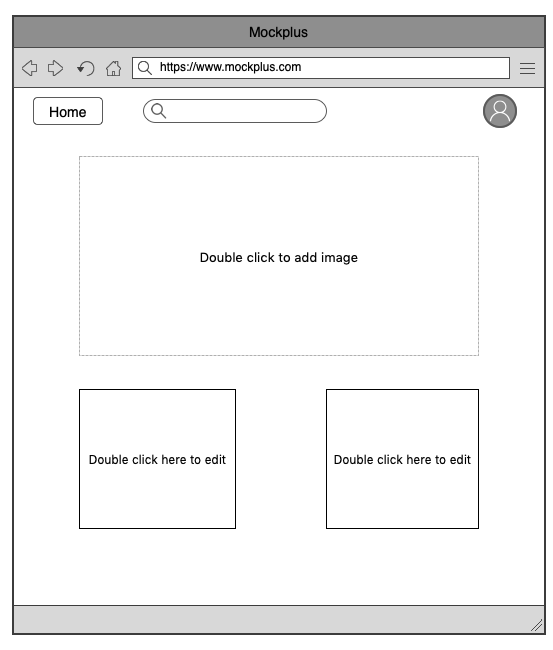 Mockplus
https://www.mockplus.com
Home
Double click to add image
Double click here to edit
Double click here to edit